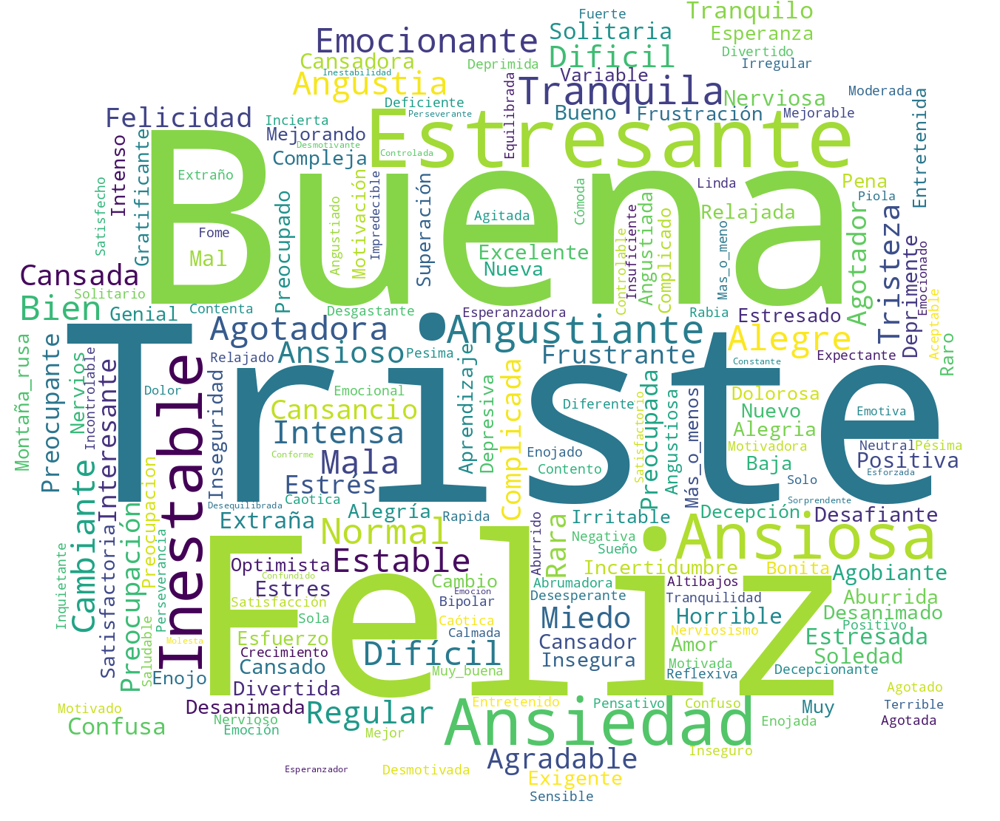 Fuerte
Tranquilo
Emocionante
Solitaria
Esperanza
Cansadora
Dificil
Divertido
Deprimida
Irregular
Inestabilidad
Angustia
Variable
Tranquila
Equilibrada
Nerviosa
Moderada
Deficiente
Perseverante
Bueno
Frustración
Mejorable
Felicidad
Incierta
Mejorando
Estresante
Entretenida
Desmotivante
Intenso
Gratificante
Compleja
Controlada
Satisfecho
Extraño
Buena
Linda
Pena
Piola
Preocupado
Angustiado
Motivación
Impredecible
Superación
Agitada
Cómoda
Relajada
Fome
Mal
Excelente
Nueva
Controlable
Insuficiente
Angustiada
Complicado
Mas_o_meno
Agotador
Tristeza
Deprimente
Emocionado
Cansada
Solitario
Bien
Genial
Contenta
Desgastante
Esperanzadora
Rabia
Estresado
Aceptable
Raro
Agotadora
Angustiante
Alegre
Montaña_rusa
Preocupante
Nervios
Incontrolable
Interesante
Relajado
Ansioso
Pesima
Frustrante
Expectante
Constante
Triste
Dolor
Inestable
Inseguridad
Emocional
Aprendizaje
Depresiva
Complicada
Diferente
Satisfactorio
Preocupada
Angustiosa
Más_o_menos
Dolorosa
Emotiva
Cansancio
Nuevo
Intensa
Alegria
Conforme
Enojado
Motivadora
Neutral
Pésima
Mala
Contento
Baja
Positiva
Esforzada
Estrés
Solo
Caotica
Desequilibrada
Sorprendente
Cambiante
Satisfactoria
Preocupación
Preocupacion
Perseverancia
Extraña
Alegría
Rapida
Irritable
Decepción
Desafiante
Normal
Aburrido
Rara
Negativa
Sueño
Ansiosa
Inquietante
Optimista
Estable
Feliz
Incertidumbre
Bonita
Agobiante
Confundido
Estres
Cambio
Emocion
Abrumadora
Altibajos
Satisfacción
Bipolar
Desesperante
Tranquilidad
Aburrida
Saludable
Sola
Caótica
Miedo
Horrible
Desanimado
Positivo
Molesta
Esfuerzo
Calmada
Nerviosismo
Estresada
Crecimiento
Difícil
Cansador
Amor
Soledad
Enojo
Cansado
Muy_buena
Insegura
Motivada
Reflexiva
Decepcionante
Divertida
Agotado
Motivado
Desanimada
Regular
Entretenido
Pensativo
Confuso
Muy
Terrible
Confusa
Nervioso
Emoción
Mejor
Ansiedad
Enojada
Agotada
Inseguro
Esperanzador
Desmotivada
Agradable
Exigente
Sensible